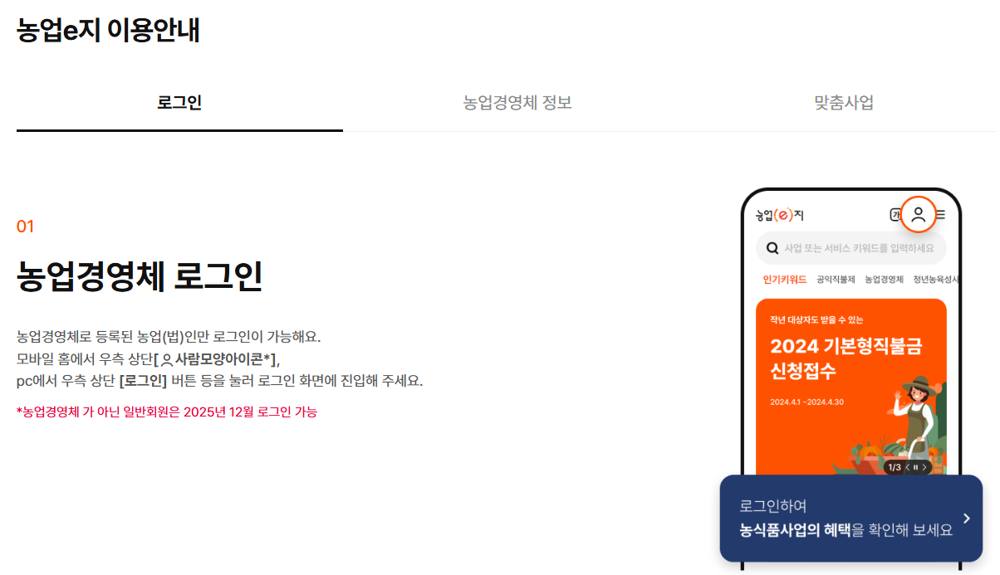 농업e지 이용안내
로그인
농업경영체 정보
맞춤사업
01
농업경영체 로그인
농업경영체로 등록된 농업(법)인만 로그인이 가능해요.
모바일 홈에서 우측 상단[사람모양아이콘*],
pc에서 우측 상단 [로그인] 버튼 등을 눌러 로그인 화면에 진입해 주세요.
*농업경영체 가 아닌 일반회원은 2025년 12월 로그인 가능
농업(e)지
가
사업 또는 서비스 키워드를 입력하세요
인기키워드 공익직불제 농업경영체 청년농육성사
작년 대상자도 받을 수 있는
2024 기본형직불금
신청접수
2024.4.1 ~2024.4.30
1/3
로그인하여
농식품사업의 혜택을 확인해 보세요